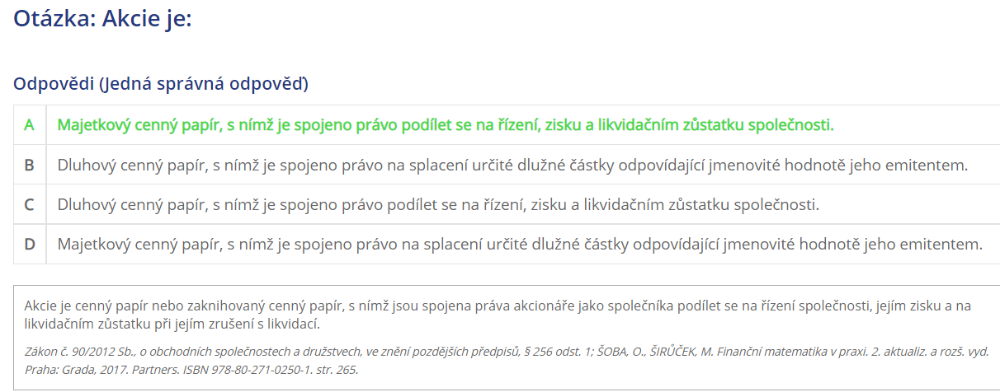 Otázka: Akcie je:
Odpovědi (Jedná správná odpověď)
A Majetkový cenný papír, s nímž je spojeno právo podílet se na řízení, zisku a likvidačním zůstatku společnosti.
B Dluhový cenný papír, s nímž je spojeno právo na splacení určité dlužné částky odpovídající jmenovité hodnotě jeho emitentem.
C Dluhový cenný papír, s nímž je spojeno právo podílet se na řízení, zisku a likvidačním zůstatku společnosti.
D Majetkový cenný papír, s nímž je spojeno právo na splacení určité dlužné částky odpovídající jmenovité hodnotě jeho emitentem.
Akcie je cenný papír nebo zaknihovaný cenný papír, s nímž jsou spojena práva akcionáře jako společníka podílet se na řízení společnosti, jejím zisku a na
likvidačním zůstatku při jejím zrušení s likvidací.
Zákon č. 90/2012 Sb., o obchodních společnostech a družstvech, ve znění pozdějších předpisů, § 256 odst. 1; ŠOBA, O., ŠIRŮČEK, M. Finanční matematika v praxi. 2. aktualiz. a rozš. vyd.
Praha: Grada, 2017. Partners. ISBN 978-80-271-0250-1. str. 265.